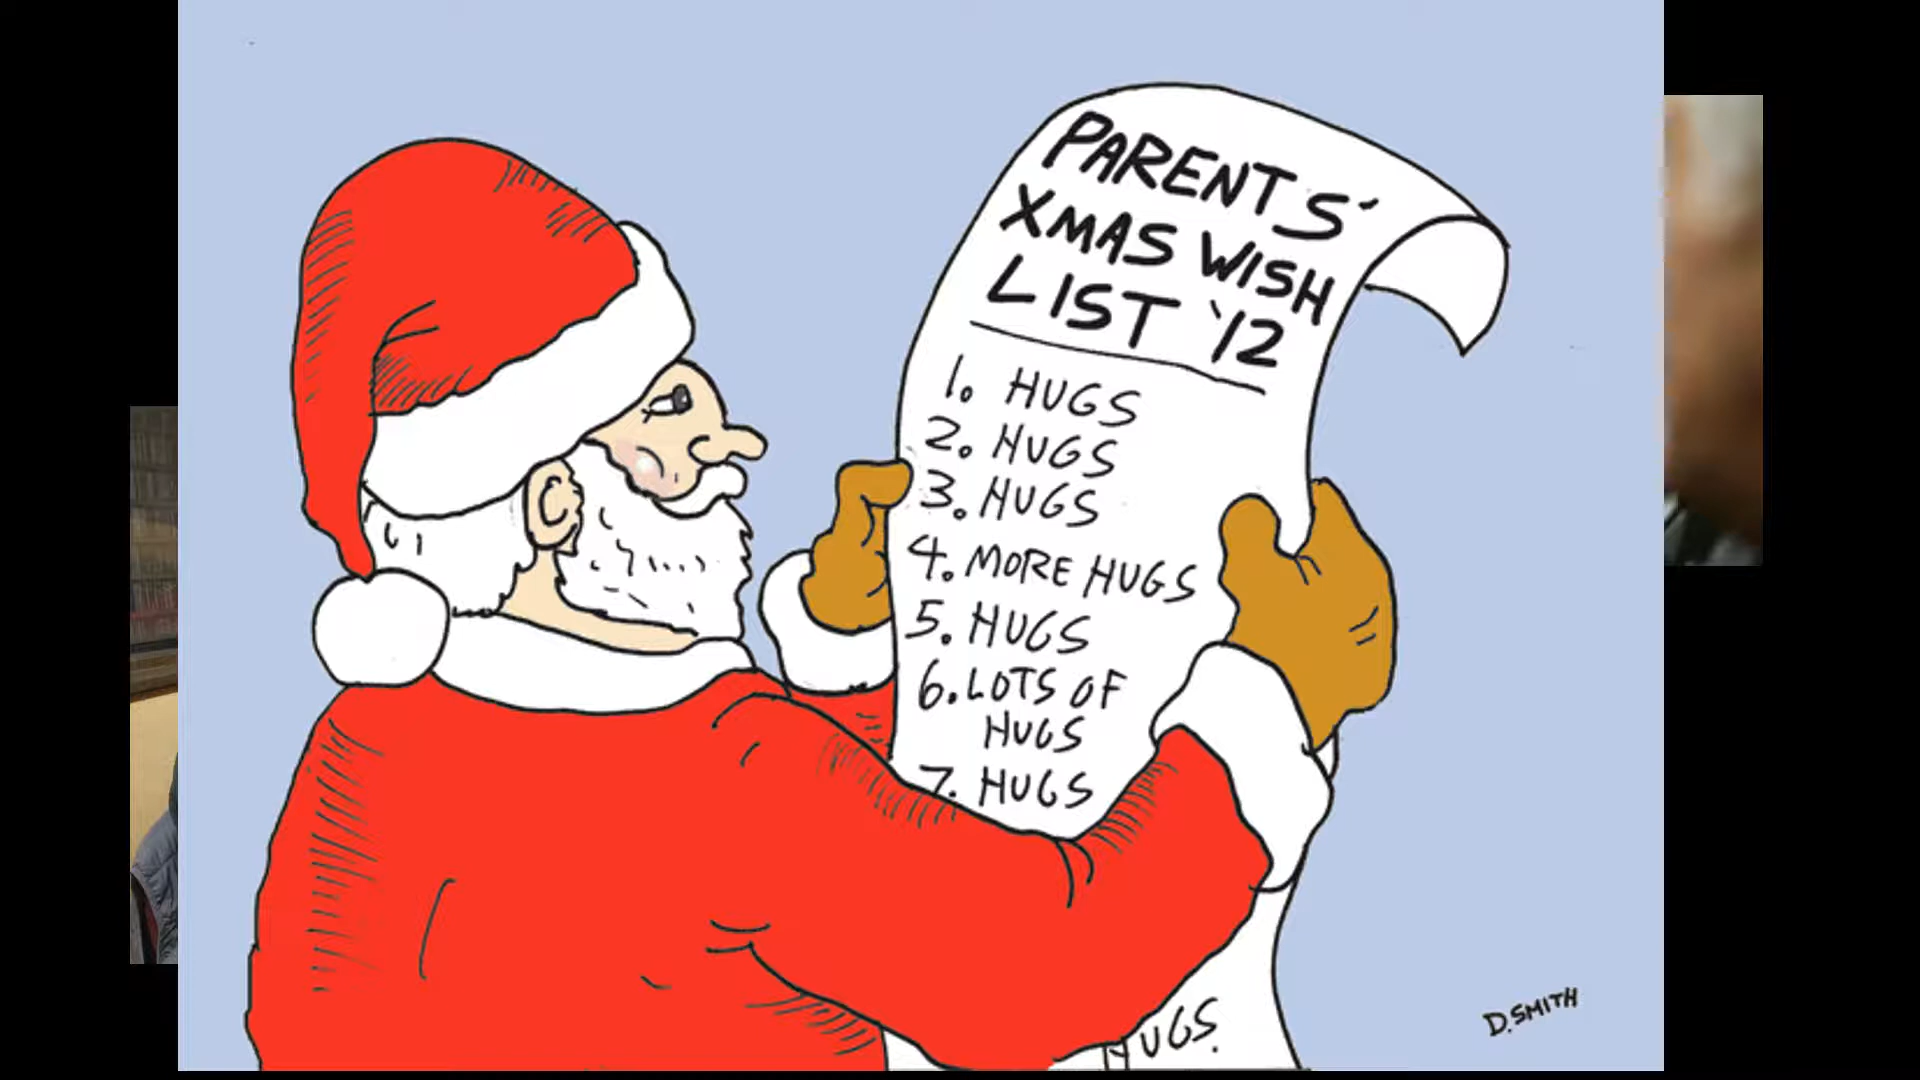 PARENTS'
XMAS WISH
LIST '12
1. HUGS
2. HUGS
3. HUGS
4. MORE HUGS
5. HUGS
6. LOTS OF
HUGS
7. HUGS
HUGS.
D. SMITH